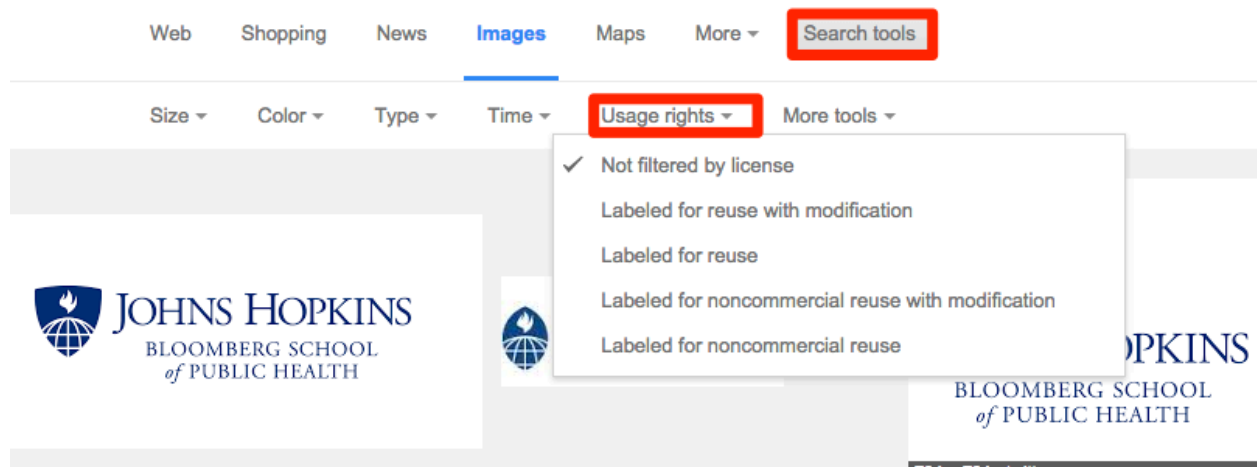 Web Shopping News Images Maps More Search tools
Size Color Type Time Usage rights More tools
Not filtered by license
Labeled for reuse with modification
Labeled for reuse
Labeled for noncommercial reuse with modification
Labeled for noncommercial reuse
JOHNS HOPKINS
BLOOMBERG SCHOOL
of PUBLIC HEALTH
PKINS
BLOOMBERG SCHOOL
of PUBLIC HEALTH